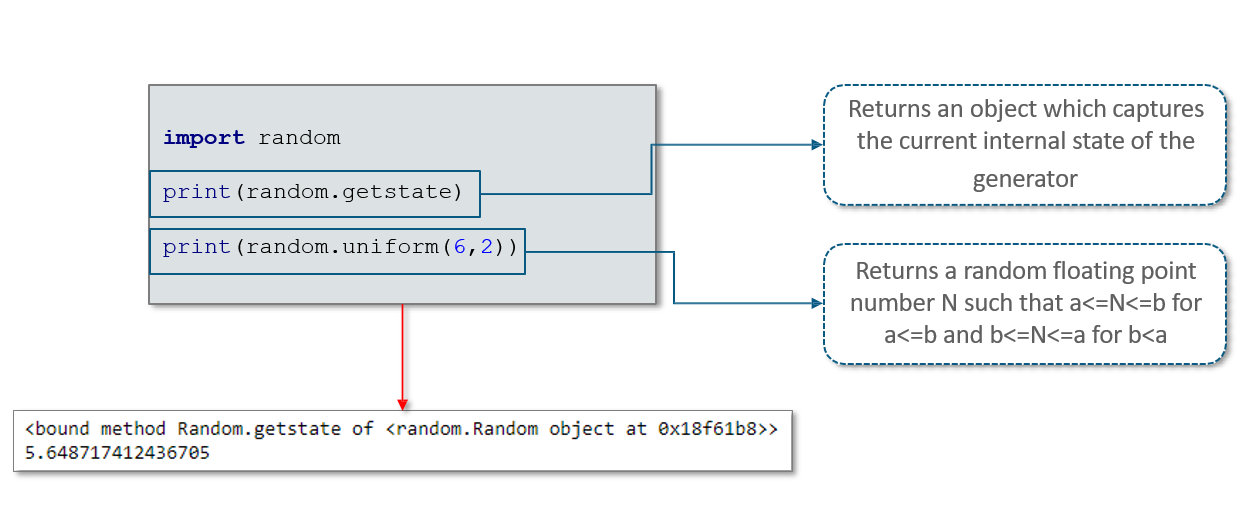 import random
print(random.getstate)
print(random.uniform(6,2))
Returns an object which captures
the current internal state of the
generator
Returns a random floating point
number N such that a<=N<=b for
a<=b and b<=N<=a for b<a
<bound method Random.getstate of <random.Random object at 0x18f61b8>>
5.648717412436705